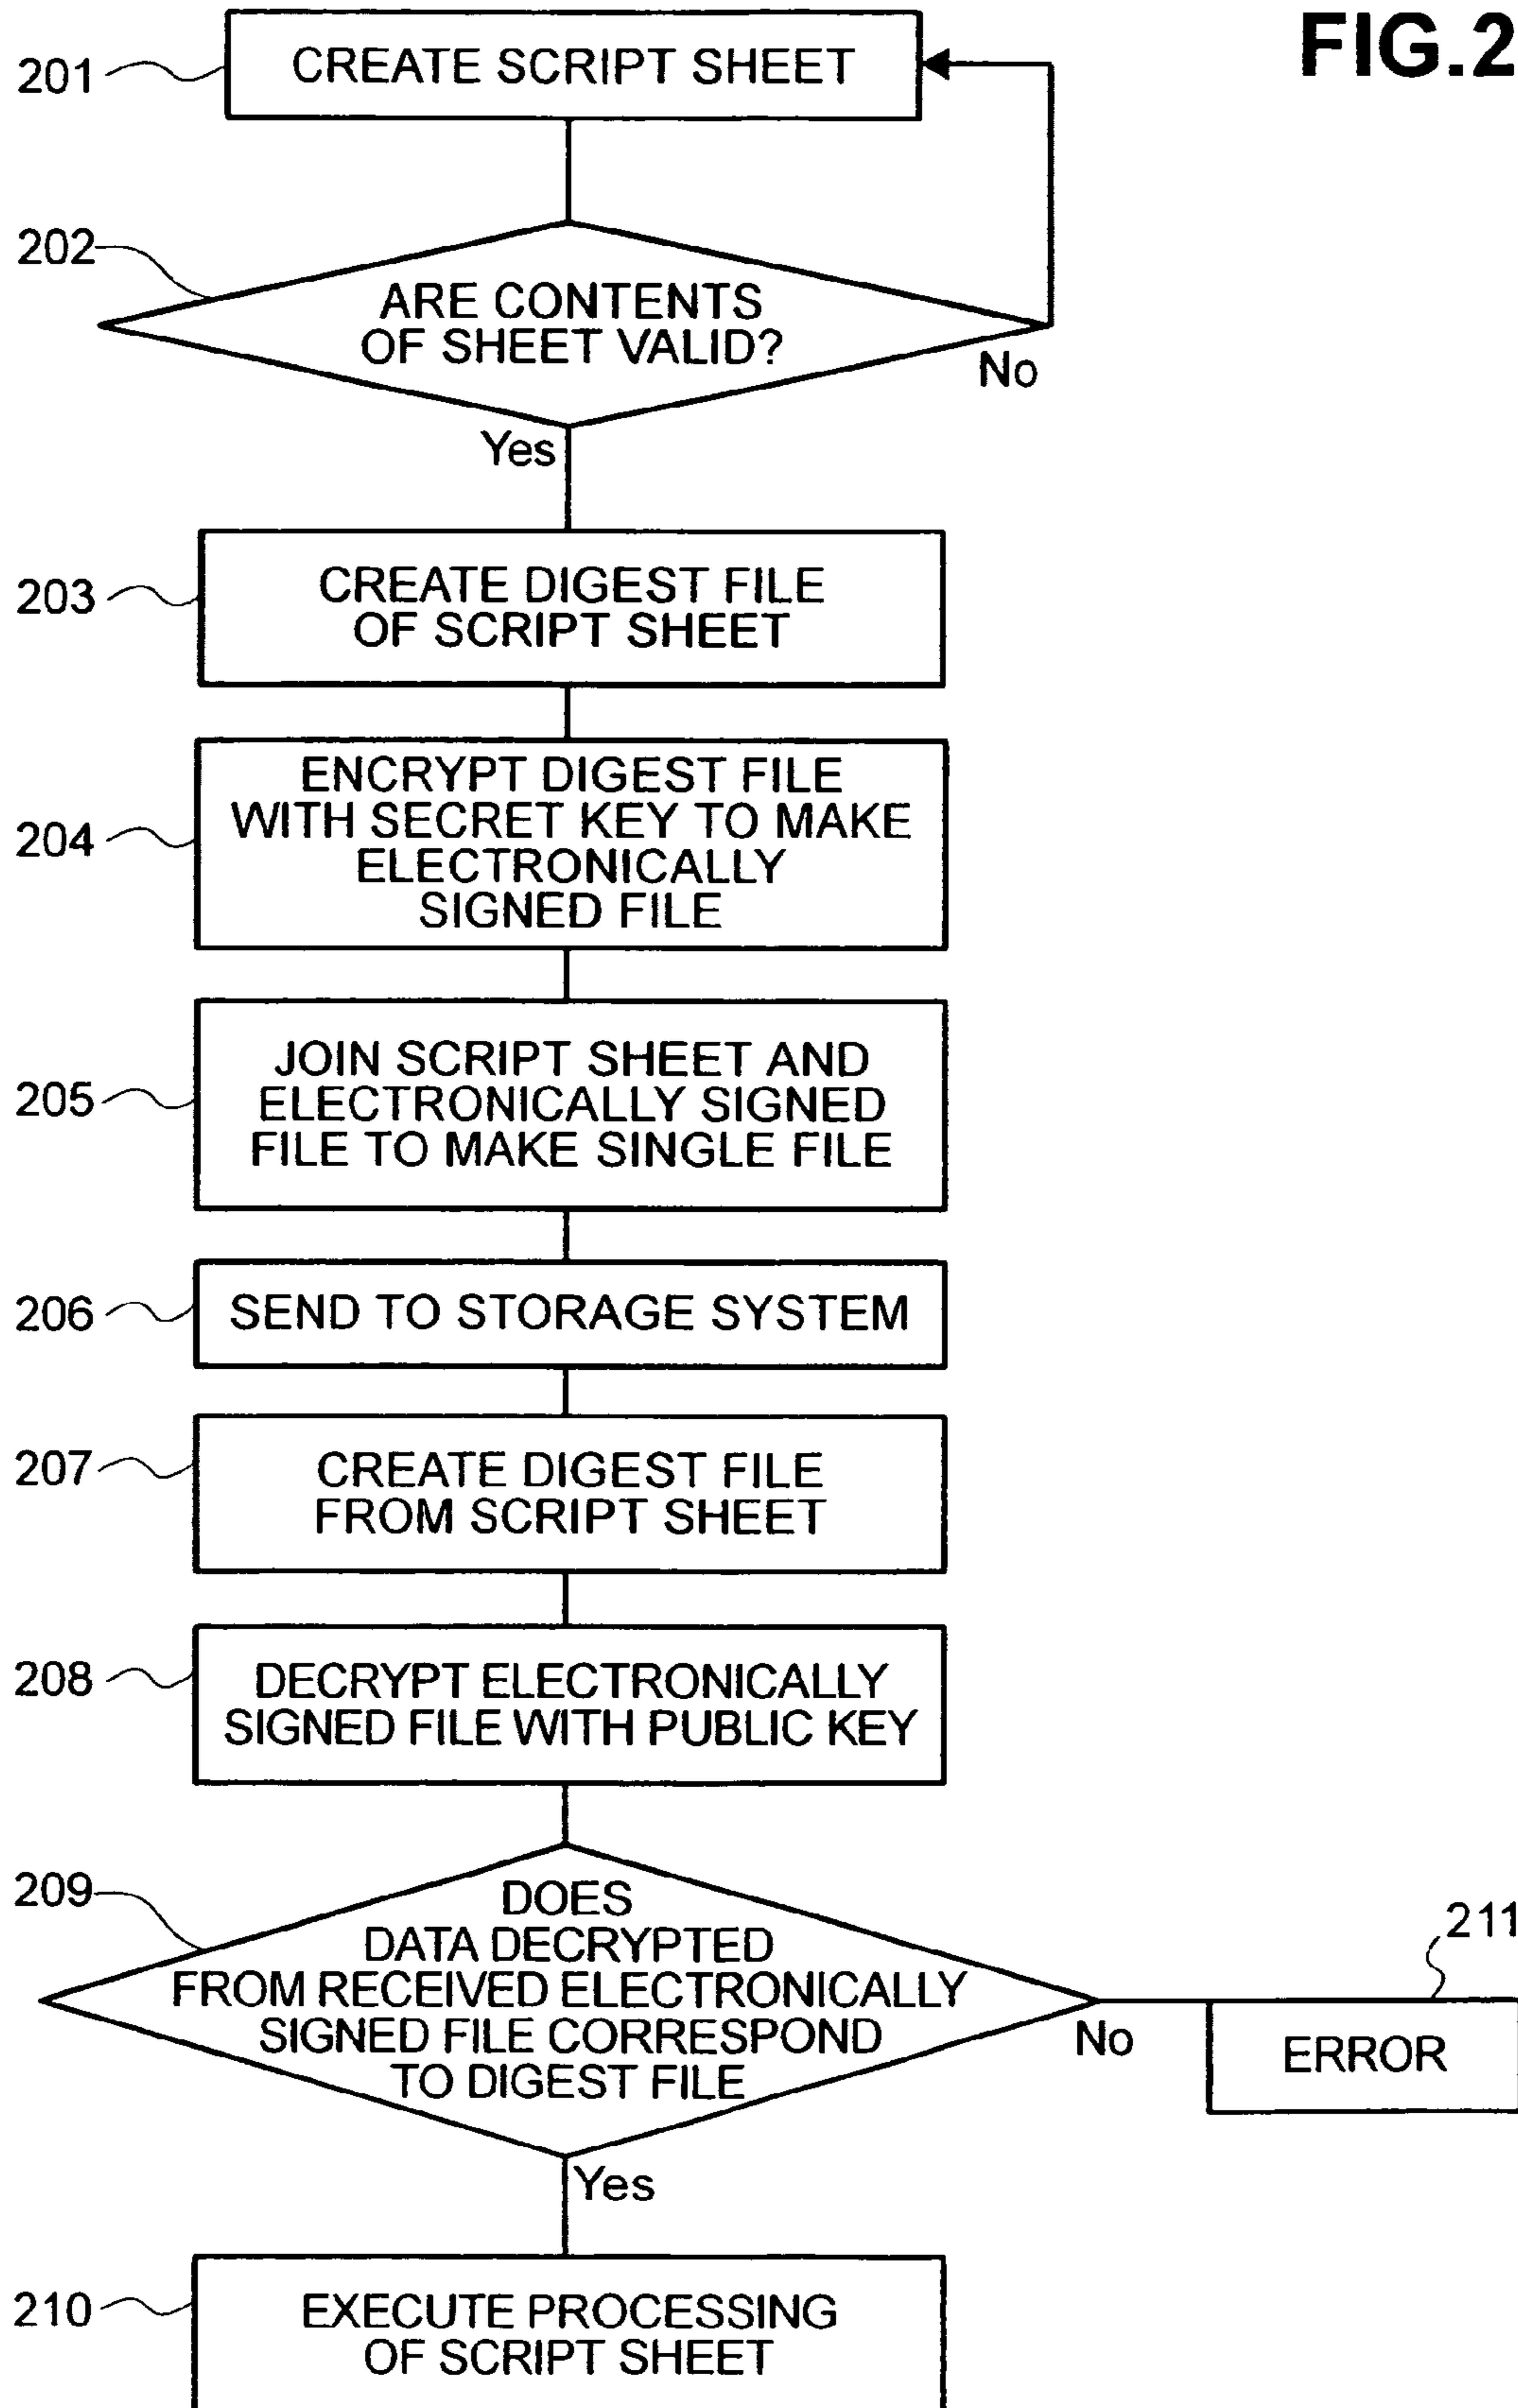 FIG.2
201
CREATE SCRIPT SHEET
202
ARE CONTENTS
OF SHEET VALID?
No
Yes
203
CREATE DIGEST FILE
OF SCRIPT SHEET
204
ENCRYPT DIGEST FILE
WITH SECRET KEY TO MAKE
ELECTRONICALLY
SIGNED FILE
205
JOIN SCRIPT SHEET AND
ELECTRONICALLY SIGNED
FILE TO MAKE SINGLE FILE
206
SEND TO STORAGE SYSTEM
207
CREATE DIGEST FILE
FROM SCRIPT SHEET
208
DECRYPT ELECTRONICALLY
SIGNED FILE WITH PUBLIC KEY
209
DOES
DATA DECRYPTED
FROM RECEIVED ELECTRONICALLY
SIGNED FILE CORRESPOND
TO DIGEST FILE
No
211
ERROR
Yes
210
EXECUTE PROCESSING
OF SCRIPT SHEET